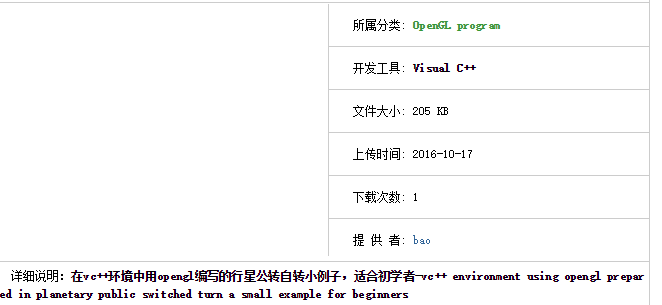 所属分类: OpenGL program
开发工具: Visual C++
文件大小: 205 KB
上传时间: 2016-10-17
下载次数: 1
提 供 者: bao
详细说明：在vc++环境中用opengl编写的行星公转自转小例子，适合初学者-vc++ environment using opengl prepar
ed in planetary public switched turn a small example for beginners